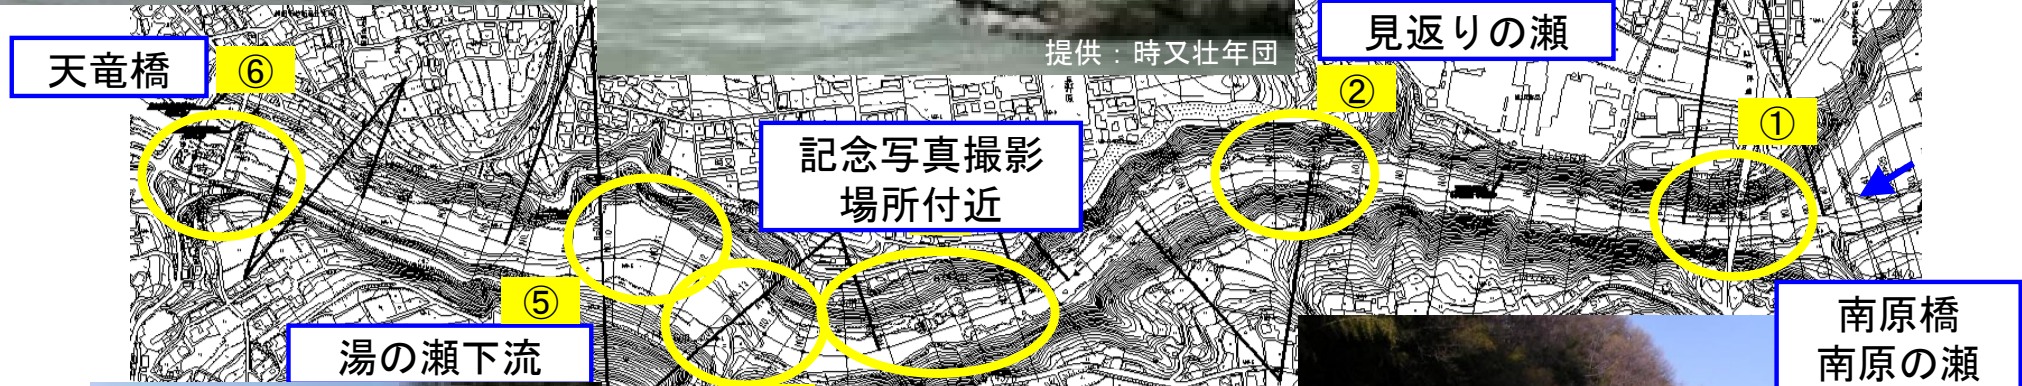 提供：時又壮年団
見返りの瀬
天竜橋
⑥
②
①
記念写真撮影
場所付近
⑤
湯の瀬下流
南原橋
南原の瀬